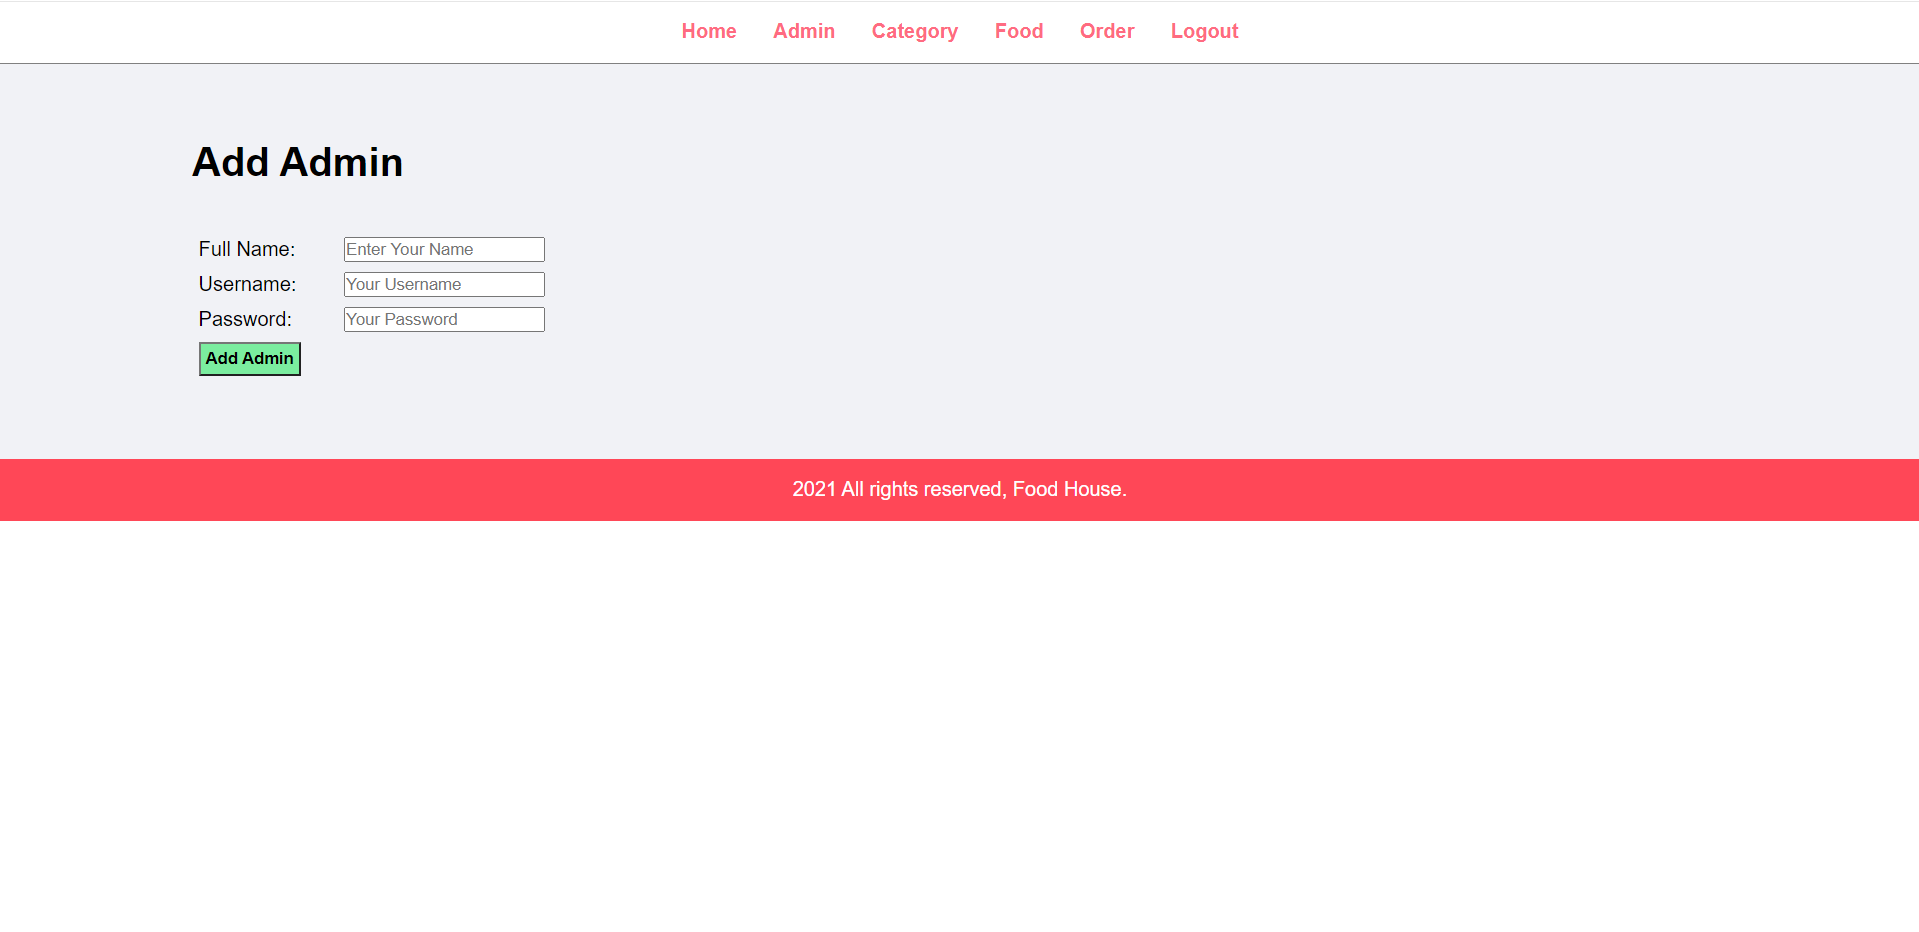 Home Admin Category Food Order Logout
Add Admin
Full Name: Enter Your Name
Username: Your Username
Password: Your Password
Add Admin
2021 All rights reserved, Food House.